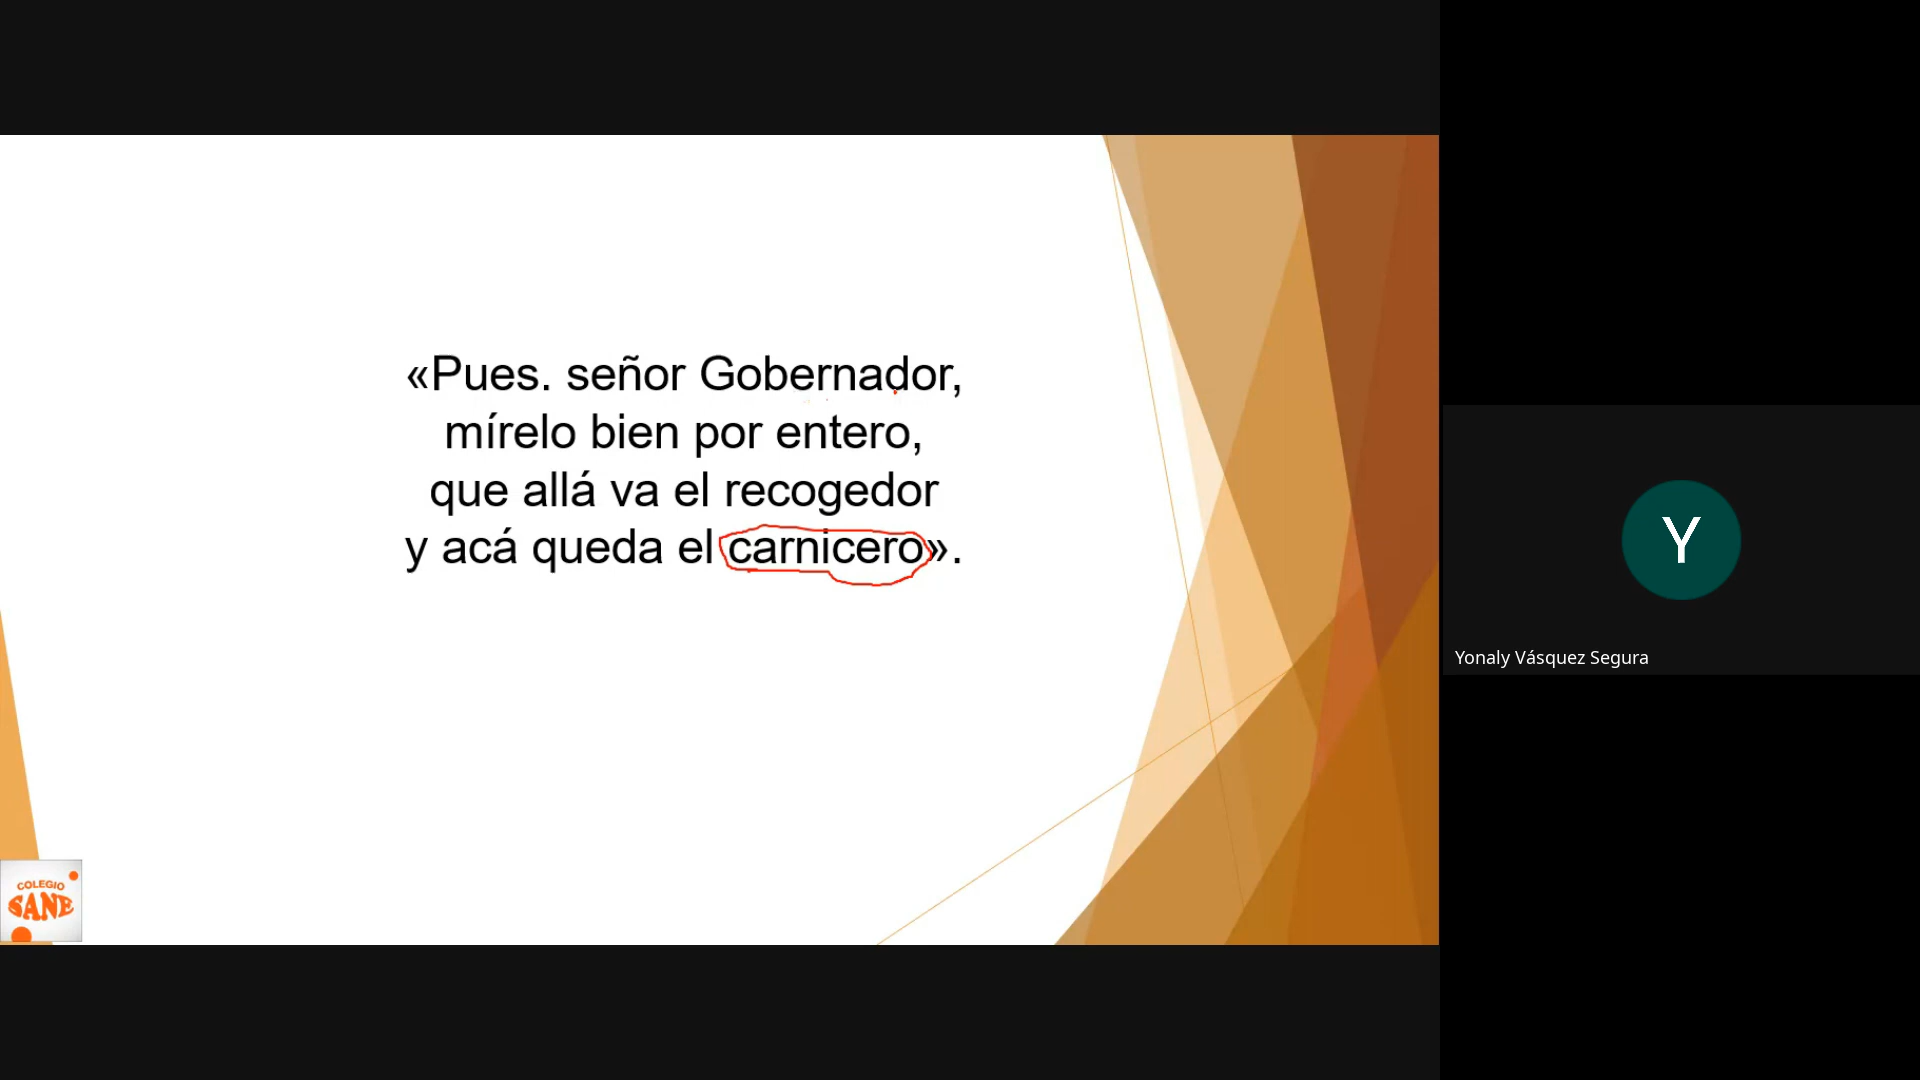 «Pues. señor Gobernador,
mírelo bien por entero,
que allá va el recogedor
y acá queda el carnicero».
COLEGIO
SANE
Y
Yonaly Vásquez Segura